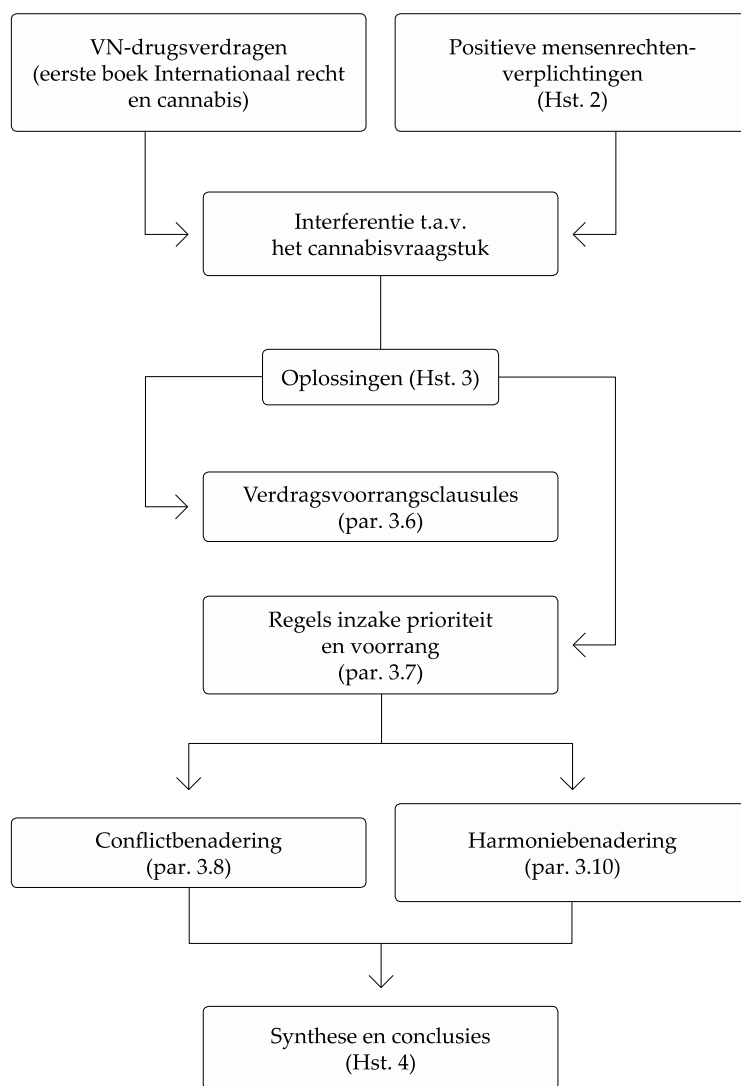 VN-drugsverdragen
(eerste boek Internationaal recht
en cannabis)
Positieve mensenrechten-
verplichtingen
(Hst. 2)
Interferentie t.a.v.
het cannabisvraagstuk
Oplossingen (Hst. 3)
Verdragsvoorrangsclausules
(par. 3.6)
Regels inzake prioriteit
en voorrang
(par. 3.7)
Conflictbenadering
(par. 3.8)
Harmoniebenadering
(par. 3.10)
Synthese en conclusies
(Hst. 4)